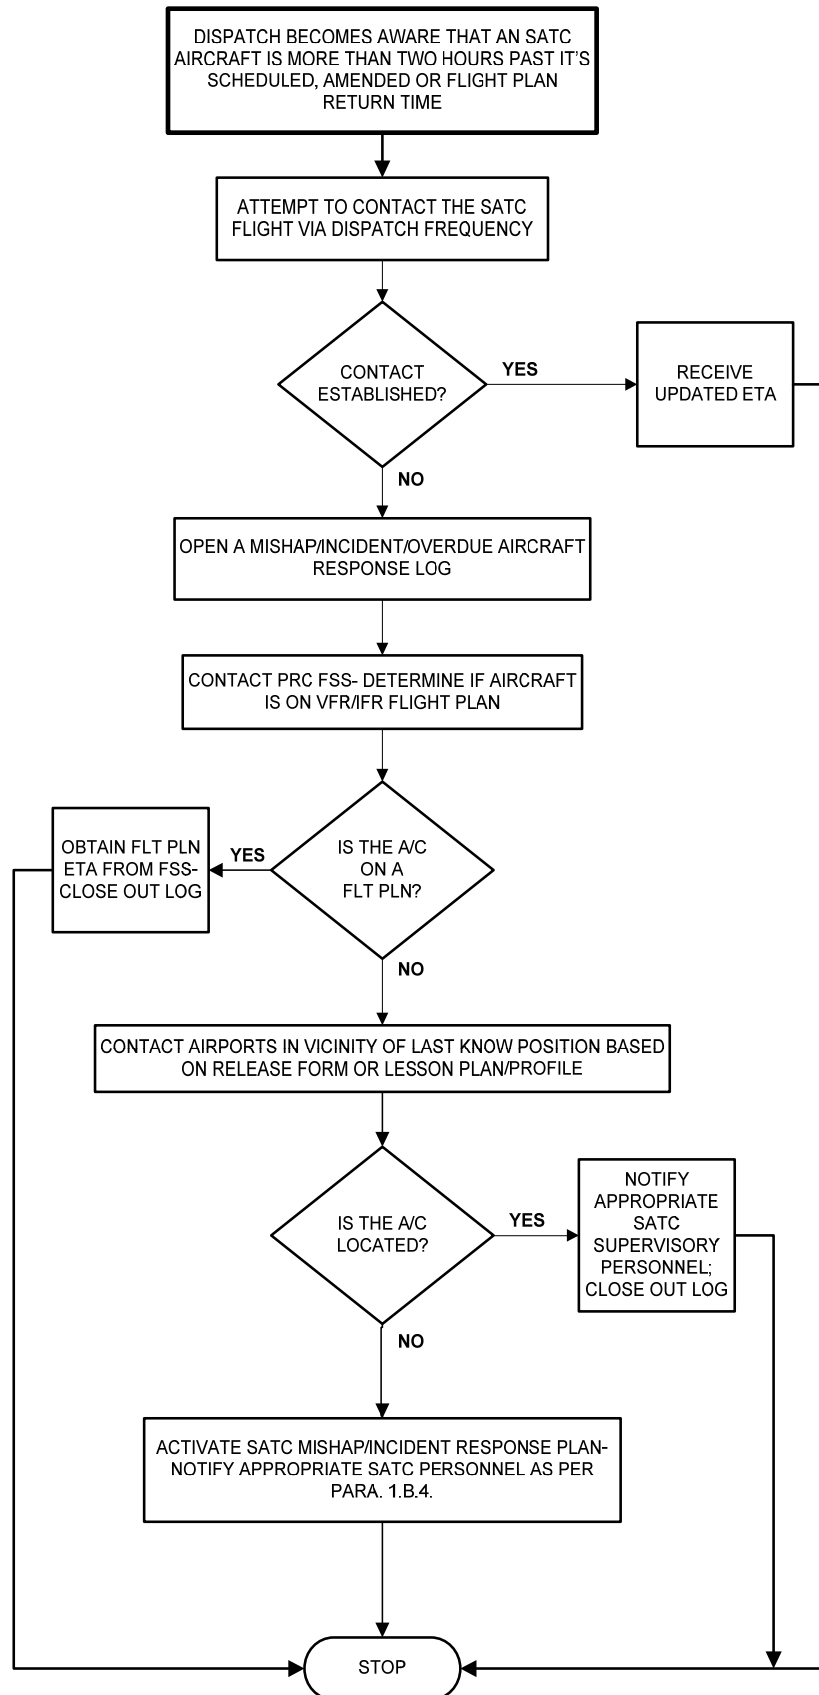 DISPATCH BECOMES AWARE THAT AN SATC
AIRCRAFT IS MORE THAN TWO HOURS PAST IT'S
SCHEDULED, AMENDED OR FLIGHT PLAN
RETURN TIME
ATTEMPT TO CONTACT THE SATC
FLIGHT VIA DISPATCH FREQUENCY
CONTACT
ESTABLISHED?
YES
RECEIVE
UPDATED ETA
NO
OPEN A MISHAP/INCIDENT/OVERDUE AIRCRAFT
RESPONSE LOG
CONTACT PRC FSS- DETERMINE IF AIRCRAFT
IS ON VFR/IFR FLIGHT PLAN
IS THE A/C
ON A
FLT PLN?
YES
OBTAIN FLT PLN
ETA FROM FSS-
CLOSE OUT LOG
NO
CONTACT AIRPORTS IN VICINITY OF LAST KNOW POSITION BASED
ON RELEASE FORM OR LESSON PLAN/PROFILE
IS THE A/C
LOCATED?
YES
NOTIFY
APPROPRIATE
SATC
SUPERVISORY
PERSONNEL;
CLOSE OUT LOG
NO
ACTIVATE SATC MISHAP/INCIDENT RESPONSE PLAN-
NOTIFY APPROPRIATE SATC PERSONNEL AS PER
PARA. 1.B.4.
STOP